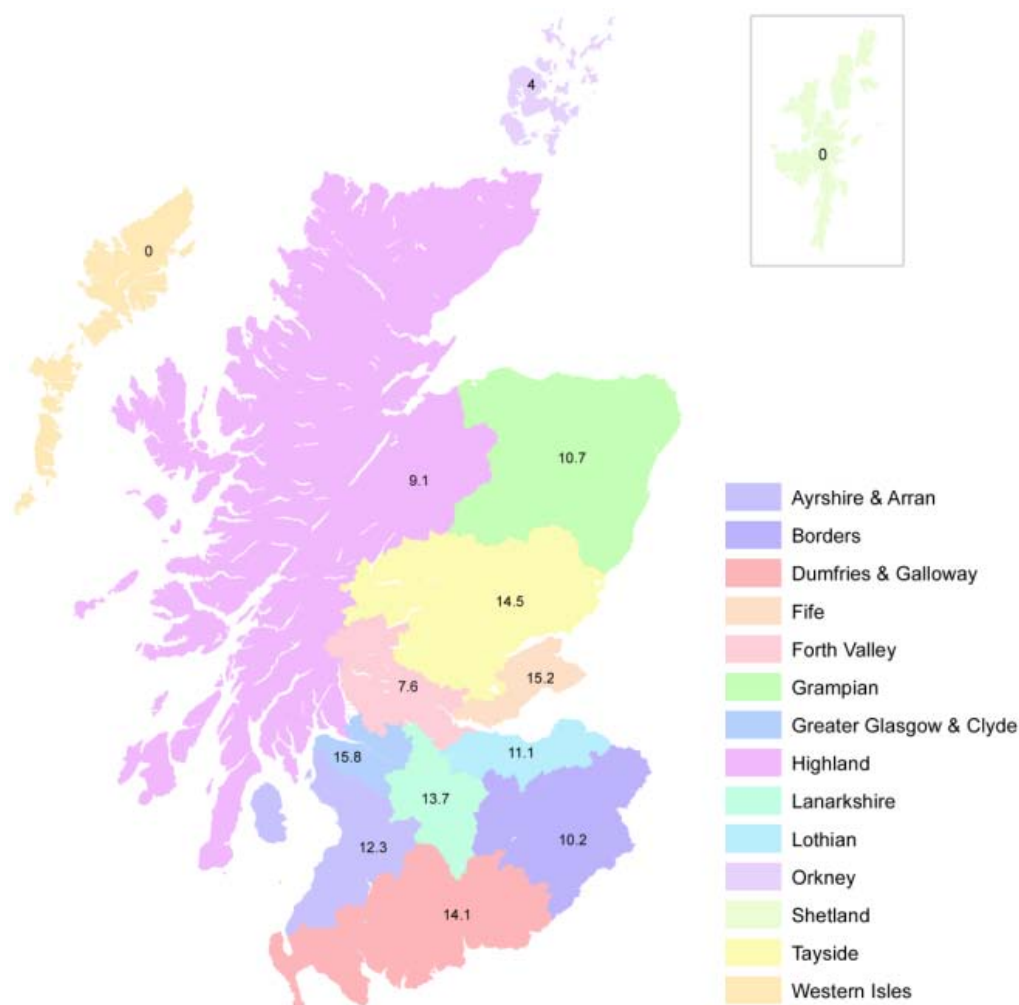 4
0
0
10.7
9.1
14.5
15.2
7.6
11.1
15.8
13.7
12.3
10.2
14.1
Ayrshire & Arran
Borders
Dumfries & Galloway
Fife
Forth Valley
Grampian
Greater Glasgow & Clyde
Highland
Lanarkshire
Lothian
Orkney
Shetland
Tayside
Western Isles